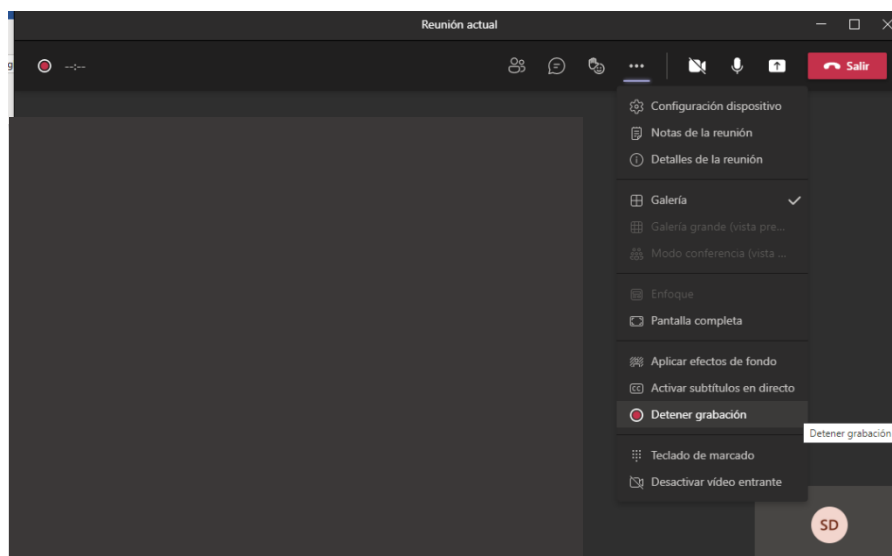 Reunión actual
--:--
Salir
Configuración dispositivo
Notas de la reunión
Detalles de la reunión
Galería
Galería grande (vista pre...
Modo conferencia (vista ...
Enfoque
Pantalla completa
Aplicar efectos de fondo
CC Activar subtítulos en directo
Detener grabación
Detener grabación
Teclado de marcado
Desactivar vídeo entrante
SD